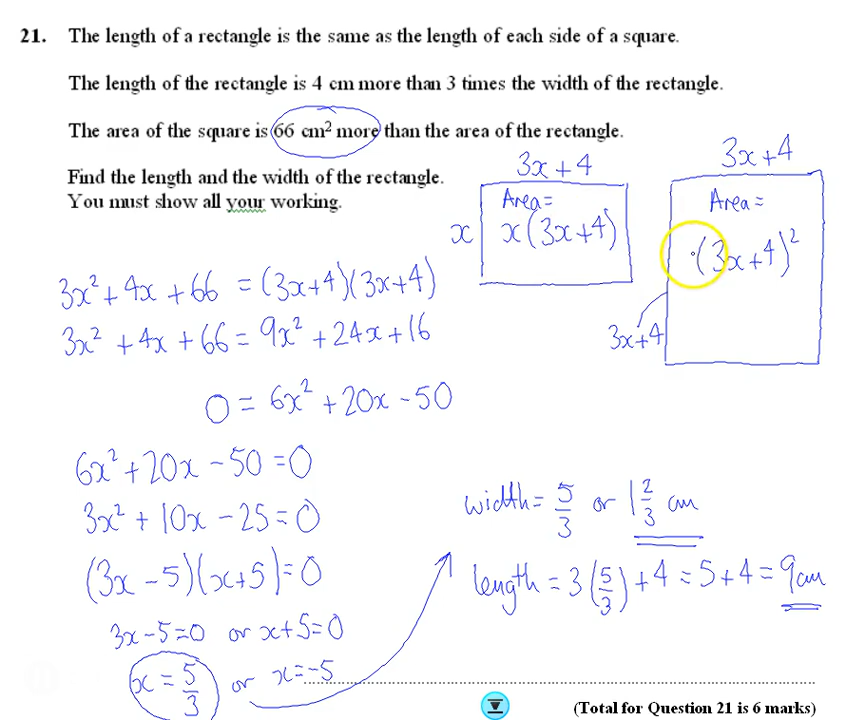 21. The length of a rectangle is the same as the length of each side of a square.
The length of the rectangle is 4 cm more than 3 times the width of the rectangle.
The area of the square is 66 cm² more than the area of the rectangle.
Find the length and the width of the rectangle.
You must show all your working.
3x + 4
Area =
x
x(3x+4)
3x+4
Area =
(3x+4)²
3x+4
3x² + 4x + 66 = (3x+4)(3x+4)
3x² + 4x + 66 = 9x² + 24x + 16
0 = 6x² + 20x - 50
6x² + 20x - 50 = 0
3x² + 10x - 25 = 0
(3x - 5)(x+5) = 0
3x - 5 = 0 or x+5=0
x = 5/3 or x = -5
width = 5/3 or 1 2/3 cm
length = 3(5/3) + 4 = 5+4 = 9cm
(Total for Question 21 is 6 marks)